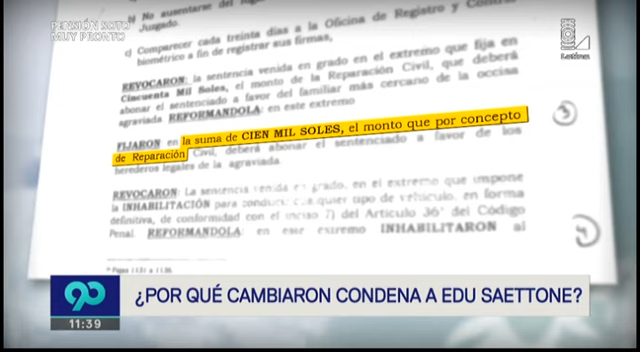 PENSIÓN SOTO
MUY PRONTO
Latina
b) No ausentarse del
Juzgado.
c) Comparecer cada treinta días a la Oficina de Registro y Control
biométrico a fin de registrar sus firmas,
REVOCARON: la sentencia venida en grado en el extremo que fija en
Cincuenta Mil Soles, el monto de la Reparación Civil, que deberá
abonar el sentenciado a favor del familiar más cercano de la occisa
agraviada REFORMANDOLA: en este extremo
FIJARON en la suma de CIEN MIL SOLES, el monto que por concepto
de Reparación Civil, deberá abonar el sentenciado a favor de los
herederos legales de la agraviada.
REVOCARON: La sentencia venida en grado, en el extremo que impone
la INHABILITACIÓN para conducir cualquier tipo de vehículo, en forma
definitiva, de conformidad con el inciso 7) del Artículo 36° del Código
Penal. REFORMANDOLA: en este extremo INHABILITARON al
90
11:39
¿POR QUÉ CAMBIARON CONDENA A EDU SAETTONE?